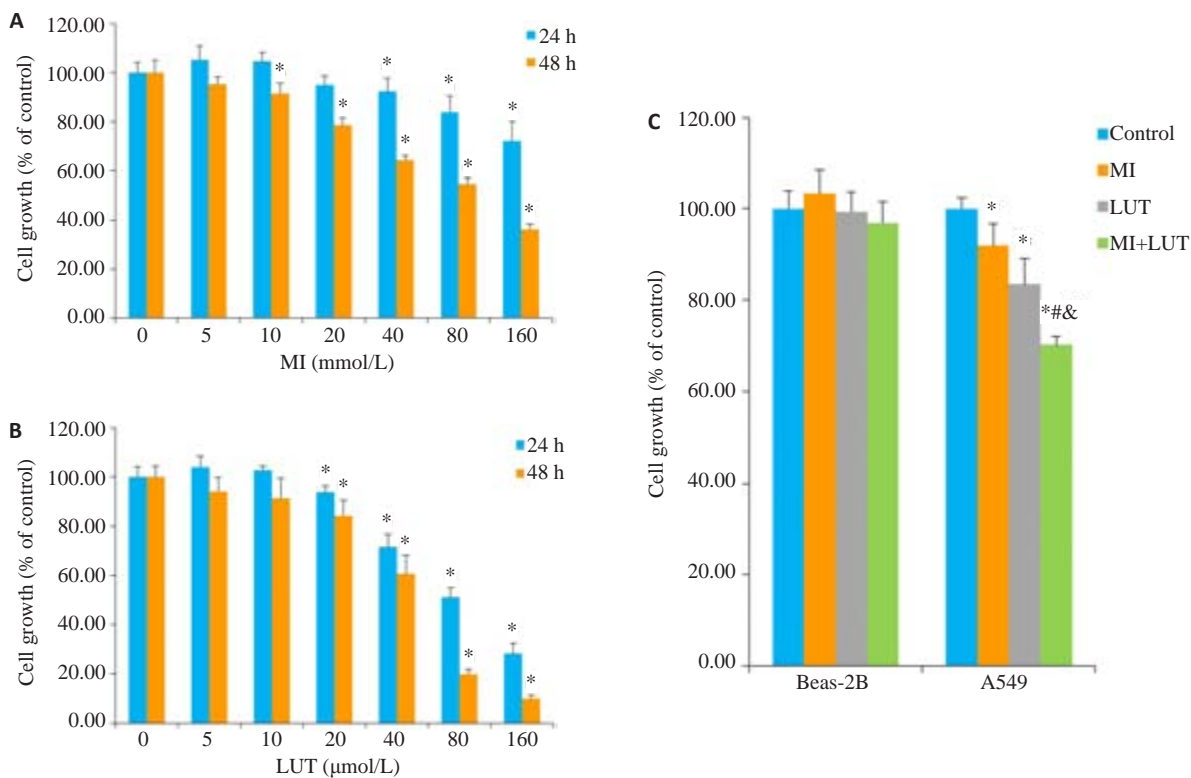 A
120.00
100.00
80.00
60.00
40.00
20.00
0.00
Cell growth (% of control)
24 h
48 h
* * * *
* * * * *
0 5 10 20 40 80 160
MI (mmol/L)
B
120.00
100.00
80.00
60.00
40.00
20.00
0.00
Cell growth (% of control)
24 h
48 h
* * * *
* * * *
0 5 10 20 40 80 160
LUT (μmol/L)
C
120.00
100.00
80.00
60.00
40.00
20.00
0.00
Cell growth (% of control)
Control
MI
LUT
MI+LUT
*
*
*#&
Beas-2B A549